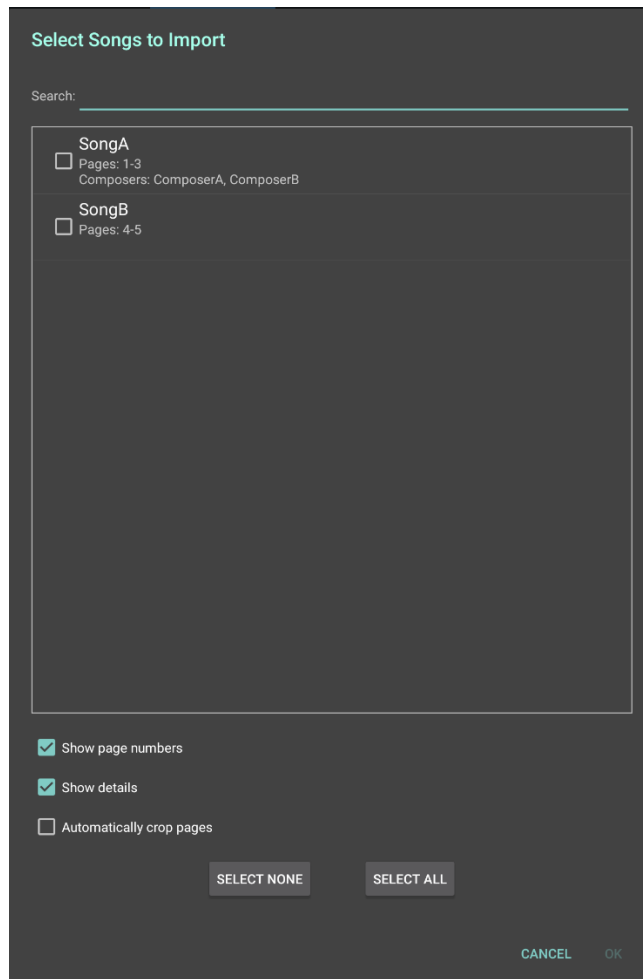 Select Songs to Import
Search:
SongA
Pages: 1-3
Composers: ComposerA, ComposerB
SongB
Pages: 4-5
Show page numbers
Show details
Automatically crop pages
SELECT NONE SELECT ALL
CANCEL OK